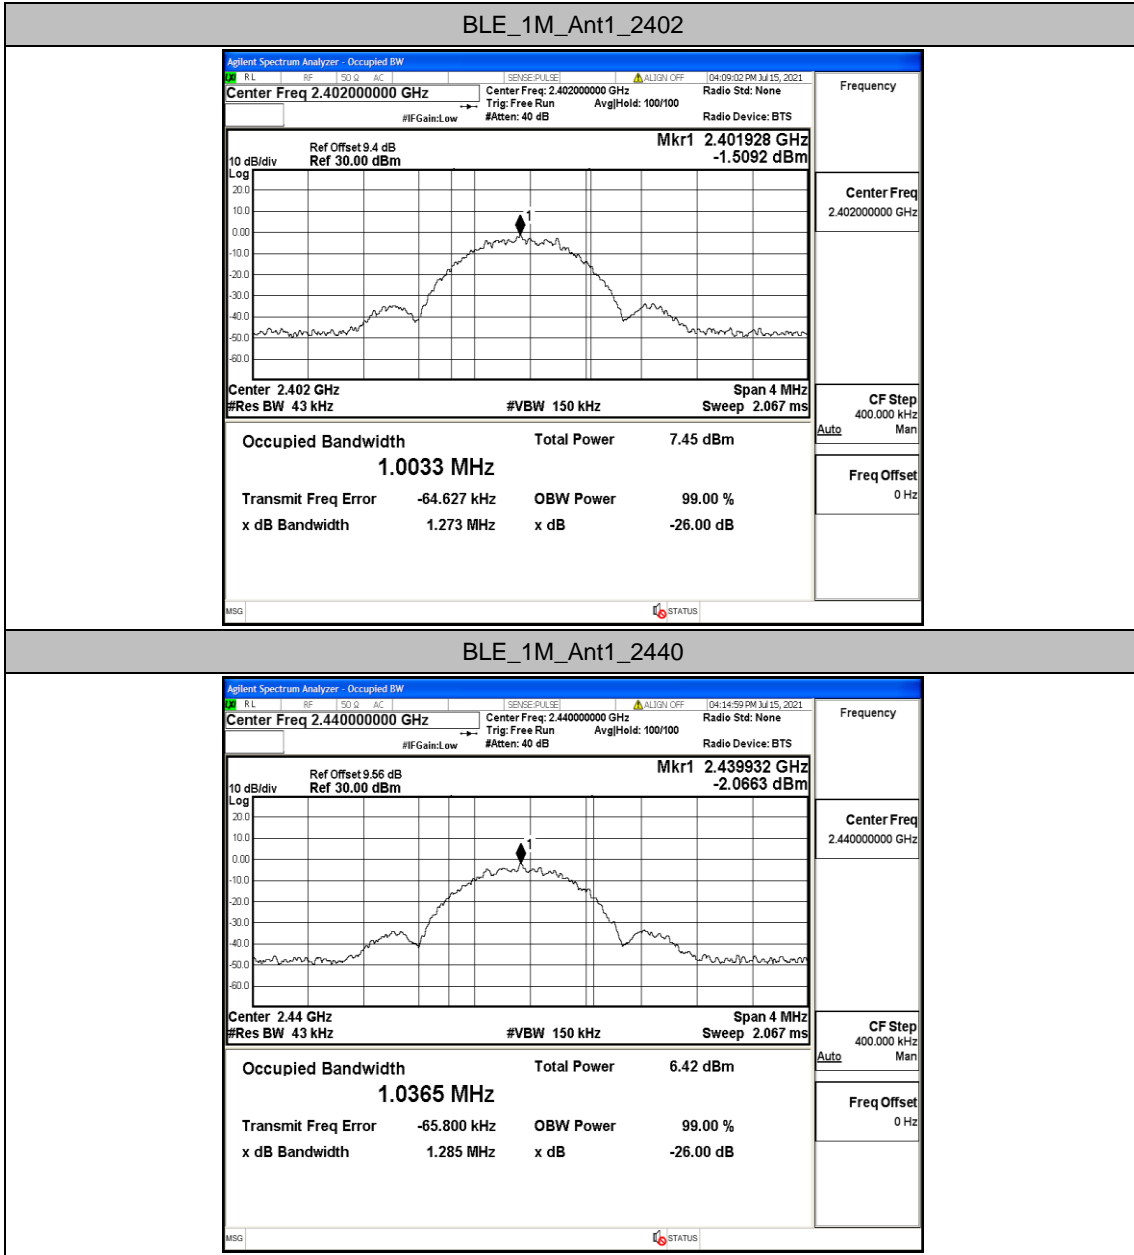 BLE_1M_Ant1_2402
Agilent Spectrum Analyzer - Occupied BW
LXI RL RF 50 Ω AC SENSE:PULSE ALIGN OFF 04:09:02 PM Jul 15, 2021
Center Freq 2.402000000 GHz
Center Freq: 2.402000000 GHz
Radio Std: None
Trig: Free Run Avg|Hold: 100/100
#IFGain:Low
#Atten: 40 dB
Radio Device: BTS
Frequency
Mkr1 2.401928 GHz
-1.5092 dBm
Ref Offset 9.4 dB
10 dB/div Ref 30.00 dBm
Log
20.0
10.0
0.00
-10.0
-20.0
-30.0
-40.0
-50.0
-60.0
1
Center Freq
2.402000000 GHz
Center 2.402 GHz Span 4 MHz
#Res BW 43 kHz #VBW 150 kHz Sweep 2.067 ms
CF Step
400.000 kHz
Auto Man
Occupied Bandwidth Total Power 7.45 dBm
1.0033 MHz
Freq Offset
0 Hz
Transmit Freq Error -64.627 kHz OBW Power 99.00 %
x dB Bandwidth 1.273 MHz x dB -26.00 dB
MSG STATUS
BLE_1M_Ant1_2440
Agilent Spectrum Analyzer - Occupied BW
LXI RL RF 50 Ω AC SENSE:PULSE ALIGN OFF 04:14:59 PM Jul 15, 2021
Center Freq 2.440000000 GHz
Center Freq: 2.440000000 GHz
Radio Std: None
Trig: Free Run Avg|Hold: 100/100
#IFGain:Low
#Atten: 40 dB
Radio Device: BTS
Frequency
Mkr1 2.439932 GHz
-2.0663 dBm
Ref Offset 9.56 dB
10 dB/div Ref 30.00 dBm
Log
20.0
10.0
0.00
-10.0
-20.0
-30.0
-40.0
-50.0
-60.0
1
Center Freq
2.440000000 GHz
Center 2.44 GHz Span 4 MHz
#Res BW 43 kHz #VBW 150 kHz Sweep 2.067 ms
CF Step
400.000 kHz
Auto Man
Occupied Bandwidth Total Power 6.42 dBm
1.0365 MHz
Freq Offset
0 Hz
Transmit Freq Error -65.800 kHz OBW Power 99.00 %
x dB Bandwidth 1.285 MHz x dB -26.00 dB
MSG STATUS